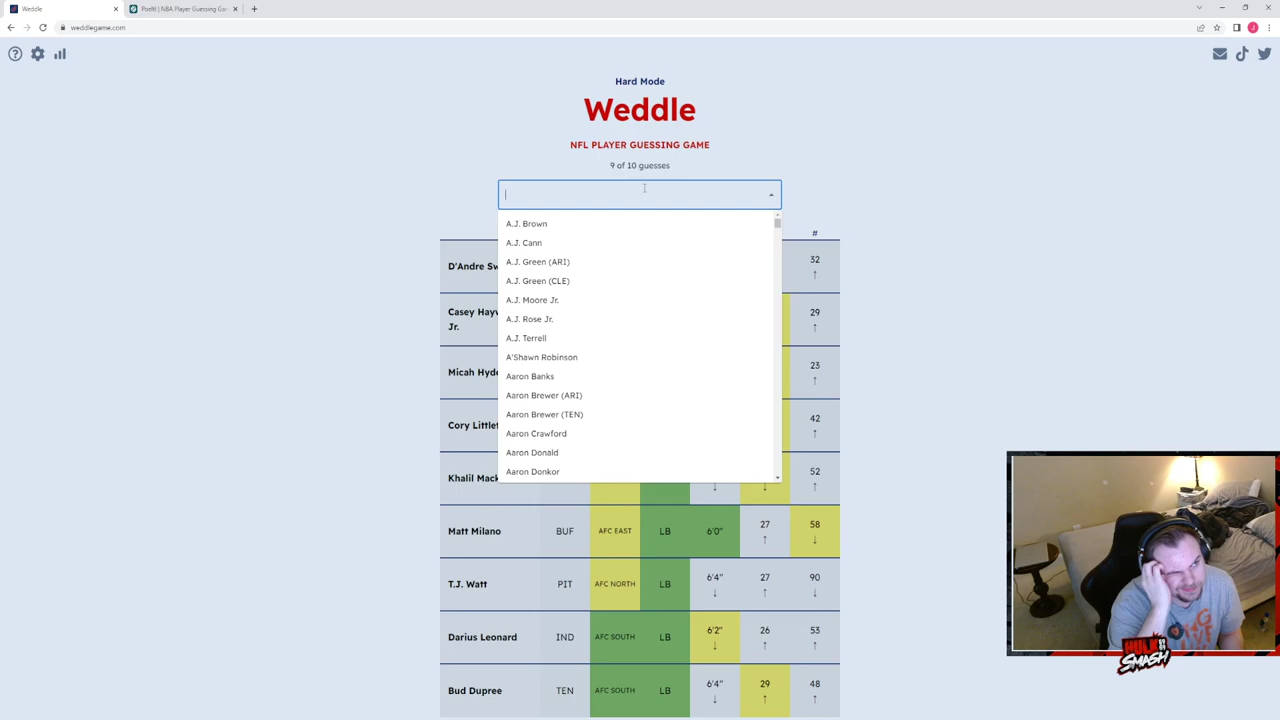 Weddle
Poeltl | NBA Player Guessing Ga
weddlegame.com
J
Hard Mode
Weddle
NFL PLAYER GUESSING GAME
9 of 10 guesses
A.J. Brown
A.J. Cann
A.J. Green (ARI)
A.J. Green (CLE)
A.J. Moore Jr.
A.J. Rose Jr.
A.J. Terrell
A'Shawn Robinson
Aaron Banks
Aaron Brewer (ARI)
Aaron Brewer (TEN)
Aaron Crawford
Aaron Donald
Aaron Donkor
#
D'Andre Sw 32 ↑
Casey Hayw
Jr. 29 ↑
Micah Hyd 23 ↑
Cory Littlet 42 ↑
Khalil Mack ↓ ↓ 52 ↑
Matt Milano BUF AFC EAST LB 6'0" 27 ↑ 58 ↓
T.J. Watt PIT AFC NORTH LB 6'4" ↓ 27 ↑ 90 ↓
Darius Leonard IND AFC SOUTH LB 6'2" ↓ 26 ↑ 53 ↑
Bud Dupree TEN AFC SOUTH LB 6'4" ↓ 29 ↑ 48 ↑
HULK
SMASH